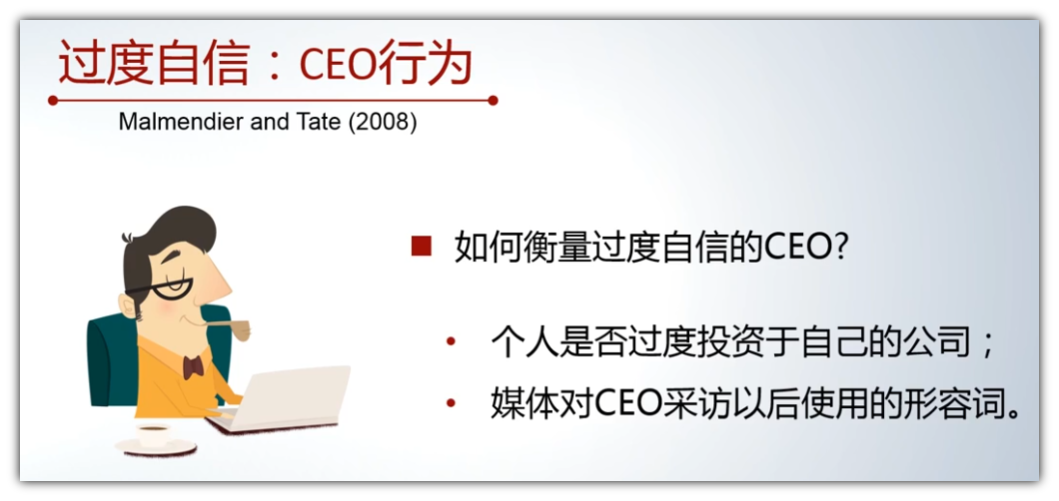 过度自信：CEO行为
Malmendier and Tate (2008)
■ 如何衡量过度自信的CEO?
• 个人是否过度投资于自己的公司；
• 媒体对CEO采访以后使用的形容词。